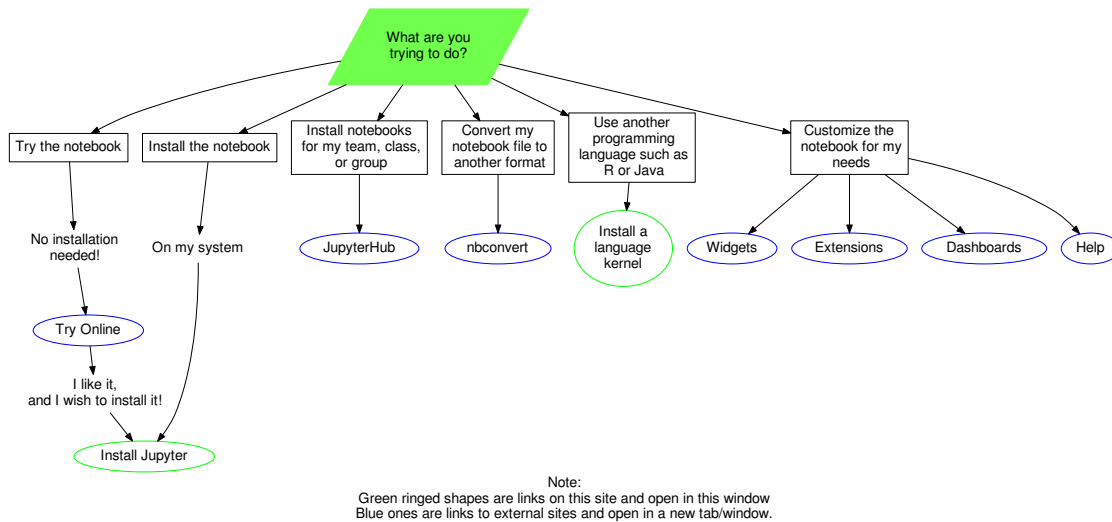 What are you
trying to do?
Try the notebook
Install the notebook
Install notebooks
for my team, class,
or group
Convert my
notebook file to
another format
Use another
programming
language such as
R or Java
Customize the
notebook for my
needs
No installation
needed!
On my system
JupyterHub
nbconvert
Install a
language
kernel
Widgets
Extensions
Dashboards
Help
Try Online
I like it,
and I wish to install it!
Install Jupyter
Note:
Green ringed shapes are links on this site and open in this window
Blue ones are links to external sites and open in a new tab/window.